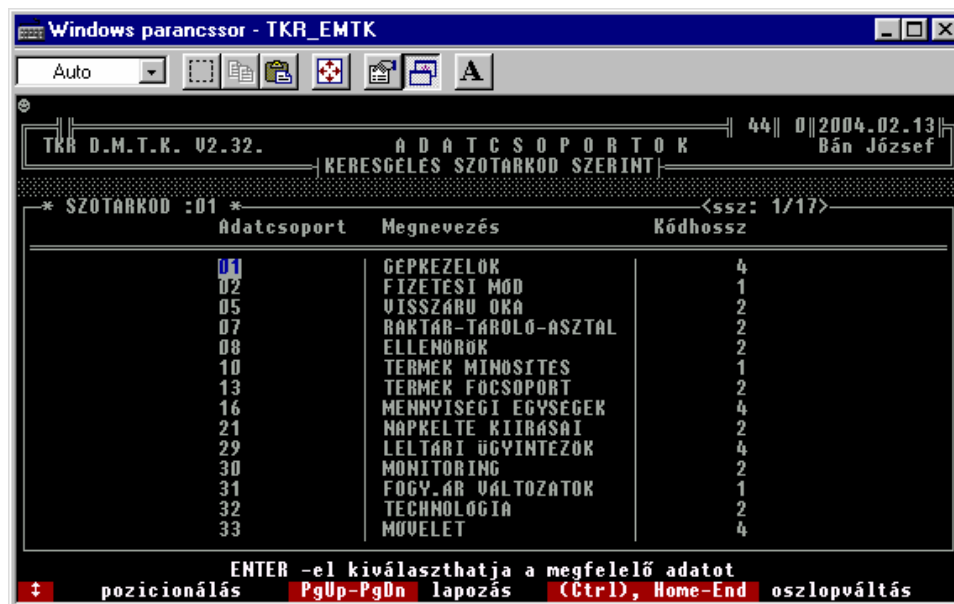 Windows parancssor - TKR_EMTK
Auto
44 0 2004.02.13
TKR D.M.T.K. V2.32. A D A T C S O P O R T O K Bán József
KERESGÉLÉS SZÓTÁRKÓD SZERINT
* SZÓTÁRKÓD :01 * <ssz: 1/17>
Adatcsoport Megnevezés Kódhossz
01 GÉPKEZELŐK 4
02 FIZETÉSI MÓD 1
05 VISSZÁRU OKA 2
07 RAKTÁR-TÁROLÓ-ASZTAL 2
08 ELLENŐRÖK 2
10 TERMÉK MINŐSÍTÉS 1
13 TERMÉK FŐCSOPORT 2
16 MENNYISÉGI EGYSÉGEK 4
21 NAPKELTE KIÍRÁSAI 2
29 LELTÁRI ÜGYINTÉZŐK 4
30 MONITORING 2
31 FOGY.ÁR VÁLTOZATOK 1
32 TECHNOLÓGIA 2
33 MŰVELET 4
ENTER -el kiválaszthatja a megfelelő adatot
↕ pozicionálás PgUp-PgDn lapozás (Ctrl), Home-End oszlopváltás